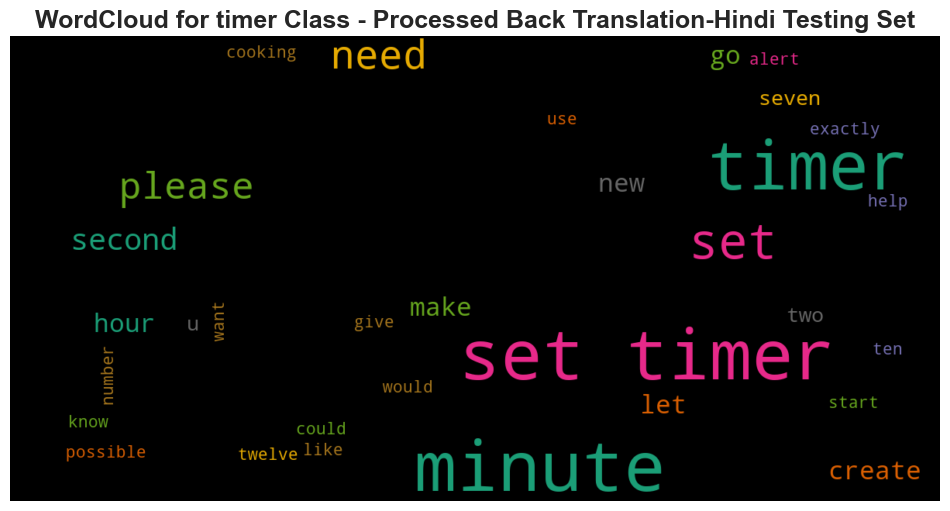 WordCloud for timer Class - Processed Back Translation-Hindi Testing Set
cooking
need
go
alert
seven
use
exactly
timer
please
new
help
second
set
make
hour
u
want
give
two
set timer
ten
number
would
let
start
know
could
possible
twelve
like
minute
create